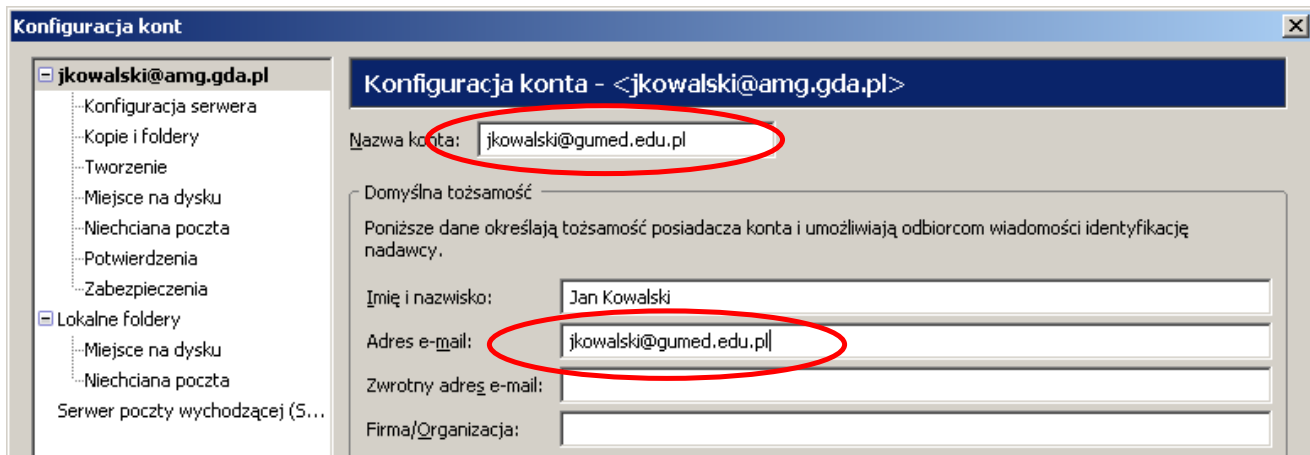 Konfiguracja kont
jkowalski@amg.gda.pl
Konfiguracja serwera
Kopie i foldery
Tworzenie
Miejsce na dysku
Niechciana poczta
Potwierdzenia
Zabezpieczenia
Lokalne foldery
Miejsce na dysku
Niechciana poczta
Serwer poczty wychodzącej (S...
Konfiguracja konta - <jkowalski@amg.gda.pl>
Nazwa konta: jkowalski@gumed.edu.pl
Domyślna tożsamość
Poniższe dane określają tożsamość posiadacza konta i umożliwiają odbiorcom wiadomości identyfikację
nadawcy.
Imię i nazwisko: Jan Kowalski
Adres e-mail: jkowalski@gumed.edu.pl
Zwrotny adres e-mail:
Firma/Organizacja: